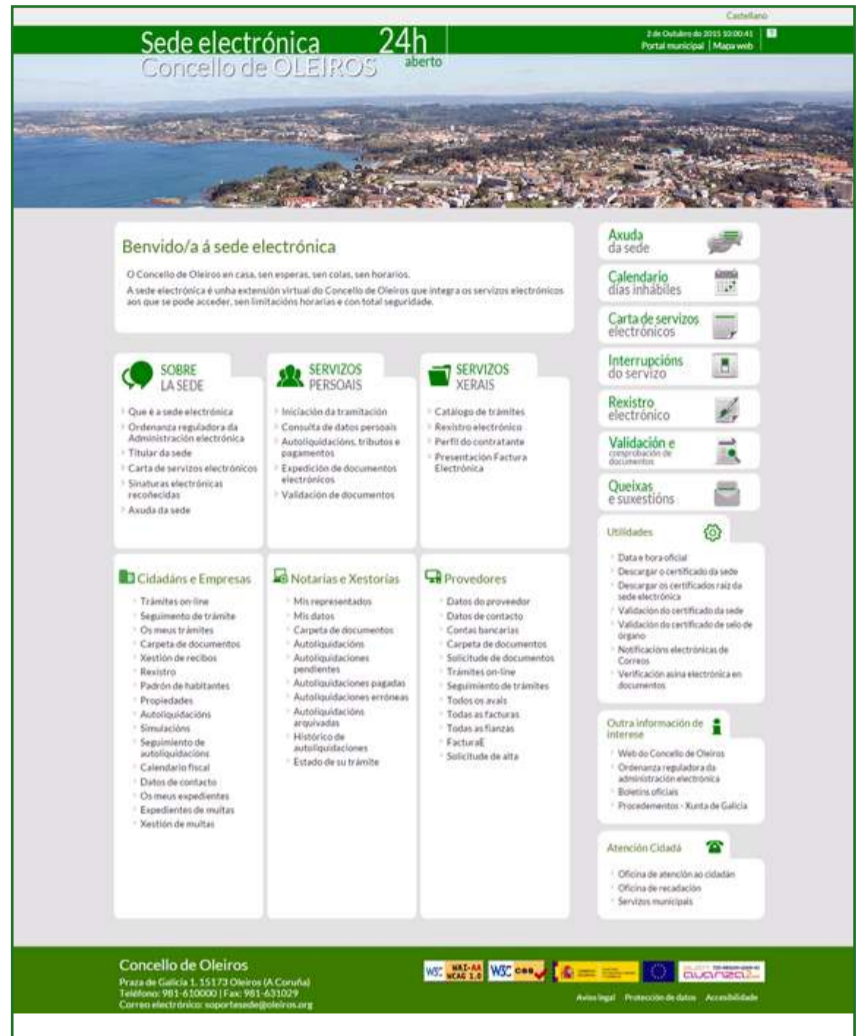 Castellano
Sede electrónica 24h
aberto
Concello de OLEIROS
2 de Outubro do 2015 10:00:41
Portal municipal | Mapa web
Benvido/a á sede electrónica
O Concello de Oleiros en casa, sen esperas, sen colas, sen horarios.
A sede electrónica é unha extensión virtual do Concello de Oleiros que integra os servizos electrónicos
aos que se pode acceder, sen limitacións horarias e con total seguridade.
SOBRE
LA SEDE
Que é a sede electrónica
Ordenanza reguladora da
Administración electrónica
Titular da sede
Carta de servizos electrónicos
Sinaturas electrónicas
recoñecidas
Axuda da sede
SERVIZOS
PERSOAIS
Iniciación da tramitación
Consulta de datos persoais
Autoliquidacións, tributos e
pagamentos
Expedición de documentos
electrónicos
Validación de documentos
SERVIZOS
XERAIS
Catálogo de trámites
Rexistro electrónico
Perfil do contratante
Presentación Factura
Electrónica
Cidadáns e Empresas
Trámites on-line
Seguimento de trámite
Os meus trámites
Carpeta de documentos
Xestión de recibos
Rexistro
Padrón de habitantes
Propiedades
Autoliquidacións
Simulacións
Seguimiento de
autoliquidacións
Calendario fiscal
Datos de contacto
Os meus expedientes
Expedientes de multas
Xestión de multas
Notarías e Xestorías
Mis representados
Mis datos
Carpeta de documentos
Autoliquidacións
Autoliquidaciones
pendientes
Autoliquidaciones pagadas
Autoliquidaciones erróneas
Autoliquidacións
arquivadas
Histórico de
autoliquidaciones
Estado de su trámite
Provedores
Datos do proveedor
Datos de contacto
Contas bancarias
Carpeta de documentos
Solicitude de documentos
Trámites on-line
Seguimiento de trámites
Todos os avais
Todas as facturas
Todas as fianzas
FacturaE
Solicitude de alta
Axuda
da sede
Calendario
días inhábiles
Carta de servizos
electrónicos
Interrupcións
do servizo
Rexistro
electrónico
Validación e
comprobación de
documentos
Queixas
e suxestións
Utilidades
Data e hora oficial
Descargar o certificado da sede
Descargar os certificados raíz da
sede electrónica
Validación do certificado da sede
Validación do certificado de selo de
órgano
Notificacións electrónicas de
Correos
Verificación asina electrónica en
documentos
Outra información de
interese
Web do Concello de Oleiros
Ordenanza reguladora da
administración electrónica
Boletins oficiais
Procedementos - Xunta de Galicia
Atención Cidadá
Oficina de atención ao cidadán
Oficina de recadación
Servizos municipais
Concello de Oleiros
Praza de Galicia 1. 15173 Oleiros (A Coruña)
Teléfono: 981-610000 | Fax: 981-631029
Correo electrónico: soportesede@oleiros.org
W3C WAI-AA
WCAG 1.0
W3C css
avanza2
Aviso legal Protección de datos Accesibilidade